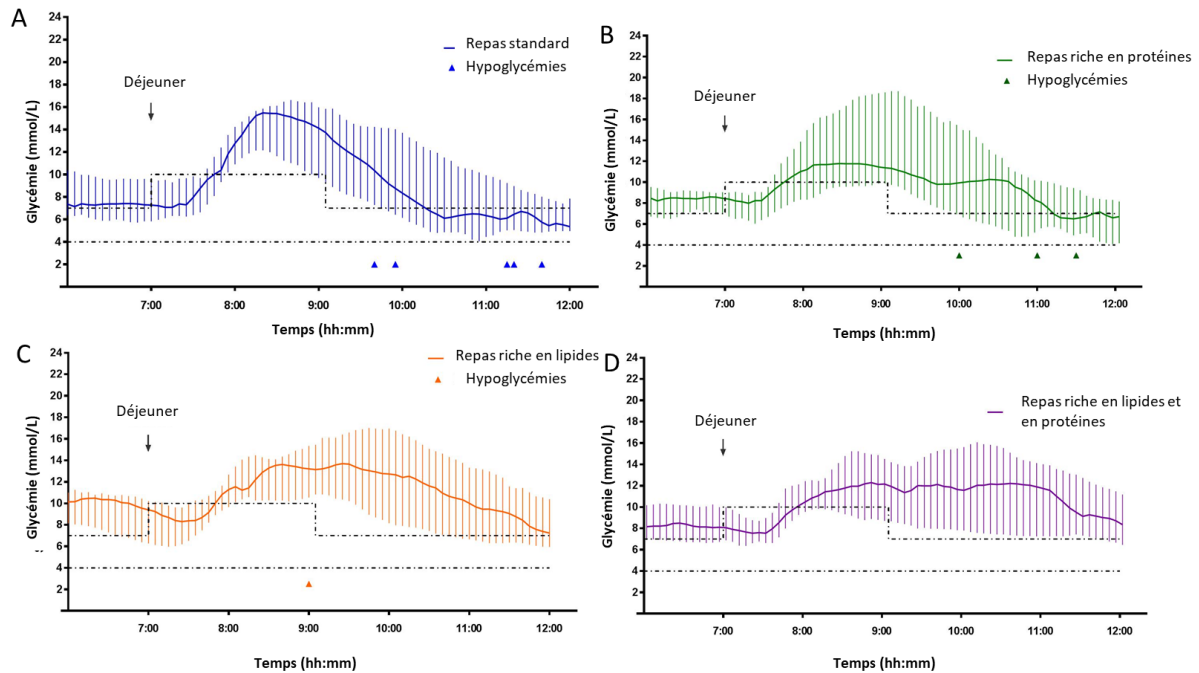 A
24
22
20
18
16
14
12
10
8
6
4
2
Glycémie (mmol/L)
Déjeuner
Repas standard
Hypoglycémies
7:00 8:00 9:00 10:00 11:00 12:00
Temps (hh:mm)
B
24
22
20
18
16
14
12
10
8
6
4
2
Glycémie (mmol/L)
Déjeuner
Repas riche en protéines
Hypoglycémies
7:00 8:00 9:00 10:00 11:00 12:00
Temps (hh:mm)
C
24
22
20
18
16
14
12
10
8
6
4
2
Glycémie (mmol/L)
Déjeuner
Repas riche en lipides
Hypoglycémies
7:00 8:00 9:00 10:00 11:00 12:00
Temps (hh:mm)
D
24
22
20
18
16
14
12
10
8
6
4
2
Glycémie (mmol/L)
Déjeuner
Repas riche en lipides et
en protéines
7:00 8:00 9:00 10:00 11:00 12:00
Temps (hh:mm)